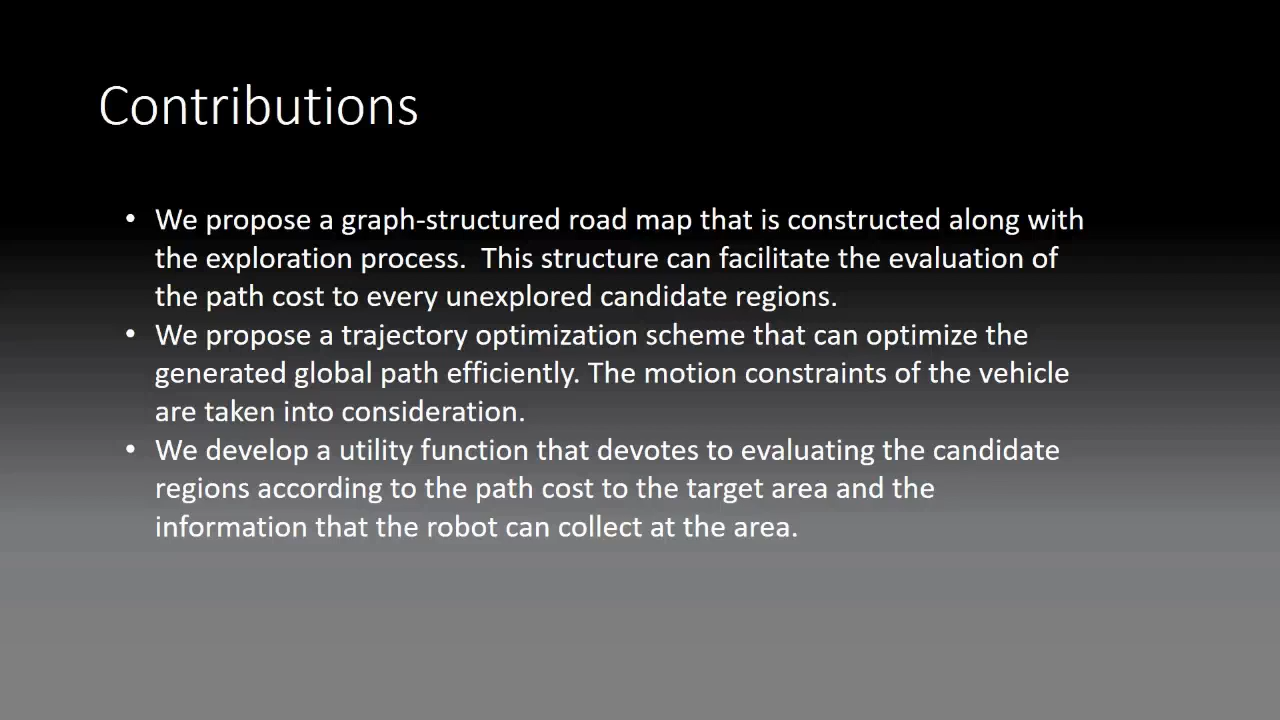 Contributions
• We propose a graph-structured road map that is constructed along with
the exploration process.  This structure can facilitate the evaluation of
the path cost to every unexplored candidate regions.
• We propose a trajectory optimization scheme that can optimize the
generated global path efficiently. The motion constraints of the vehicle
are taken into consideration.
• We develop a utility function that devotes to evaluating the candidate
regions according to the path cost to the target area and the
information that the robot can collect at the area.